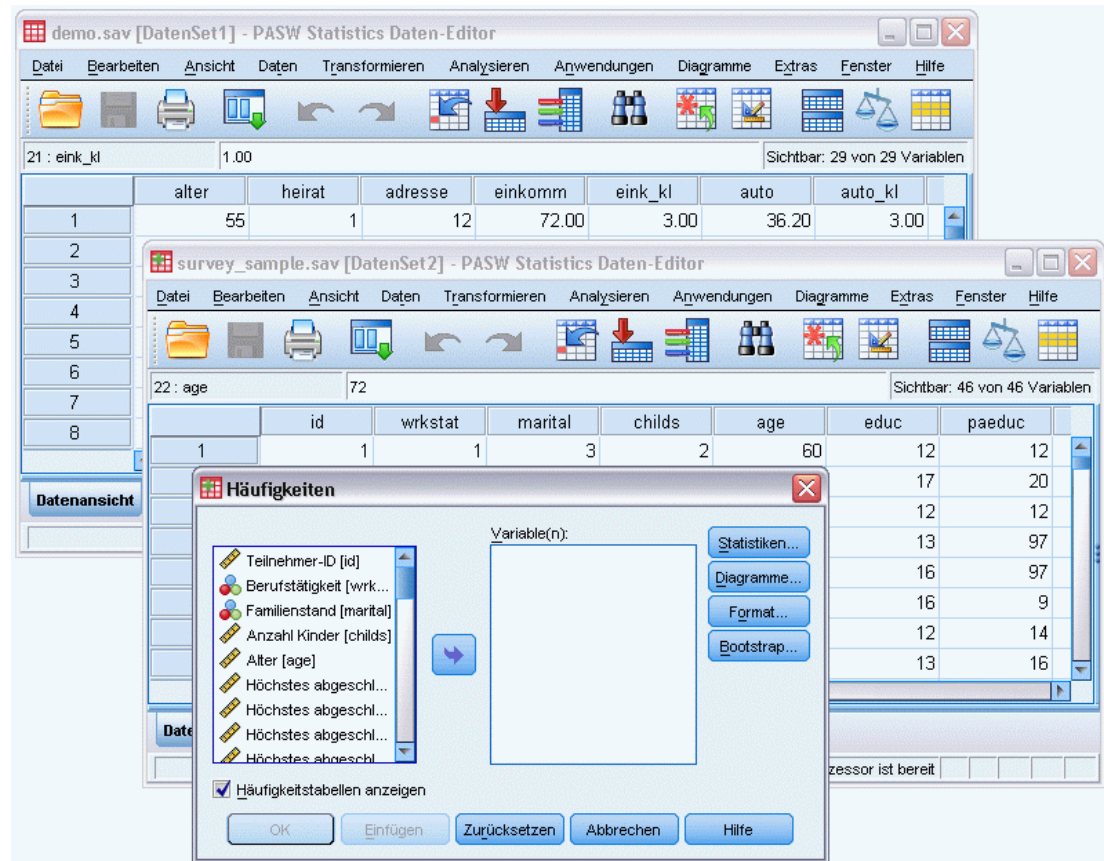 demo.sav [DatenSet1] - PASW Statistics Daten-Editor
Datei Bearbeiten Ansicht Daten Transformieren Analysieren Anwendungen Diagramme Extras Fenster Hilfe
21 : eink_kl 1.00 Sichtbar: 29 von 29 Variablen
alter heirat adresse einkomm eink_kl auto auto_kl
1 55 1 12 72.00 3.00 36.20 3.00
2
3
4
5
6
7
8
Datenansicht
survey_sample.sav [DatenSet2] - PASW Statistics Daten-Editor
Datei Bearbeiten Ansicht Daten Transformieren Analysieren Anwendungen Diagramme Extras Fenster Hilfe
22 : age 72 Sichtbar: 46 von 46 Variablen
id wrkstat marital childs age educ paeduc
1 1 1 3 2 60 12 12
17 20
12 12
13 97
16 97
16 9
12 14
13 16
Date
zessor ist bereit
Häufigkeiten
Variable(n):
Teilnehmer-ID [id]
Berufstätigkeit [wrk...
Familienstand [marital]
Anzahl Kinder [childs]
Alter [age]
Höchstes abgeschl...
Höchstes abgeschl...
Höchstes abgeschl...
Höchstes abgeschl
Statistiken...
Diagramme...
Format...
Bootstrap...
Häufigkeitstabellen anzeigen
OK Einfügen Zurücksetzen Abbrechen Hilfe